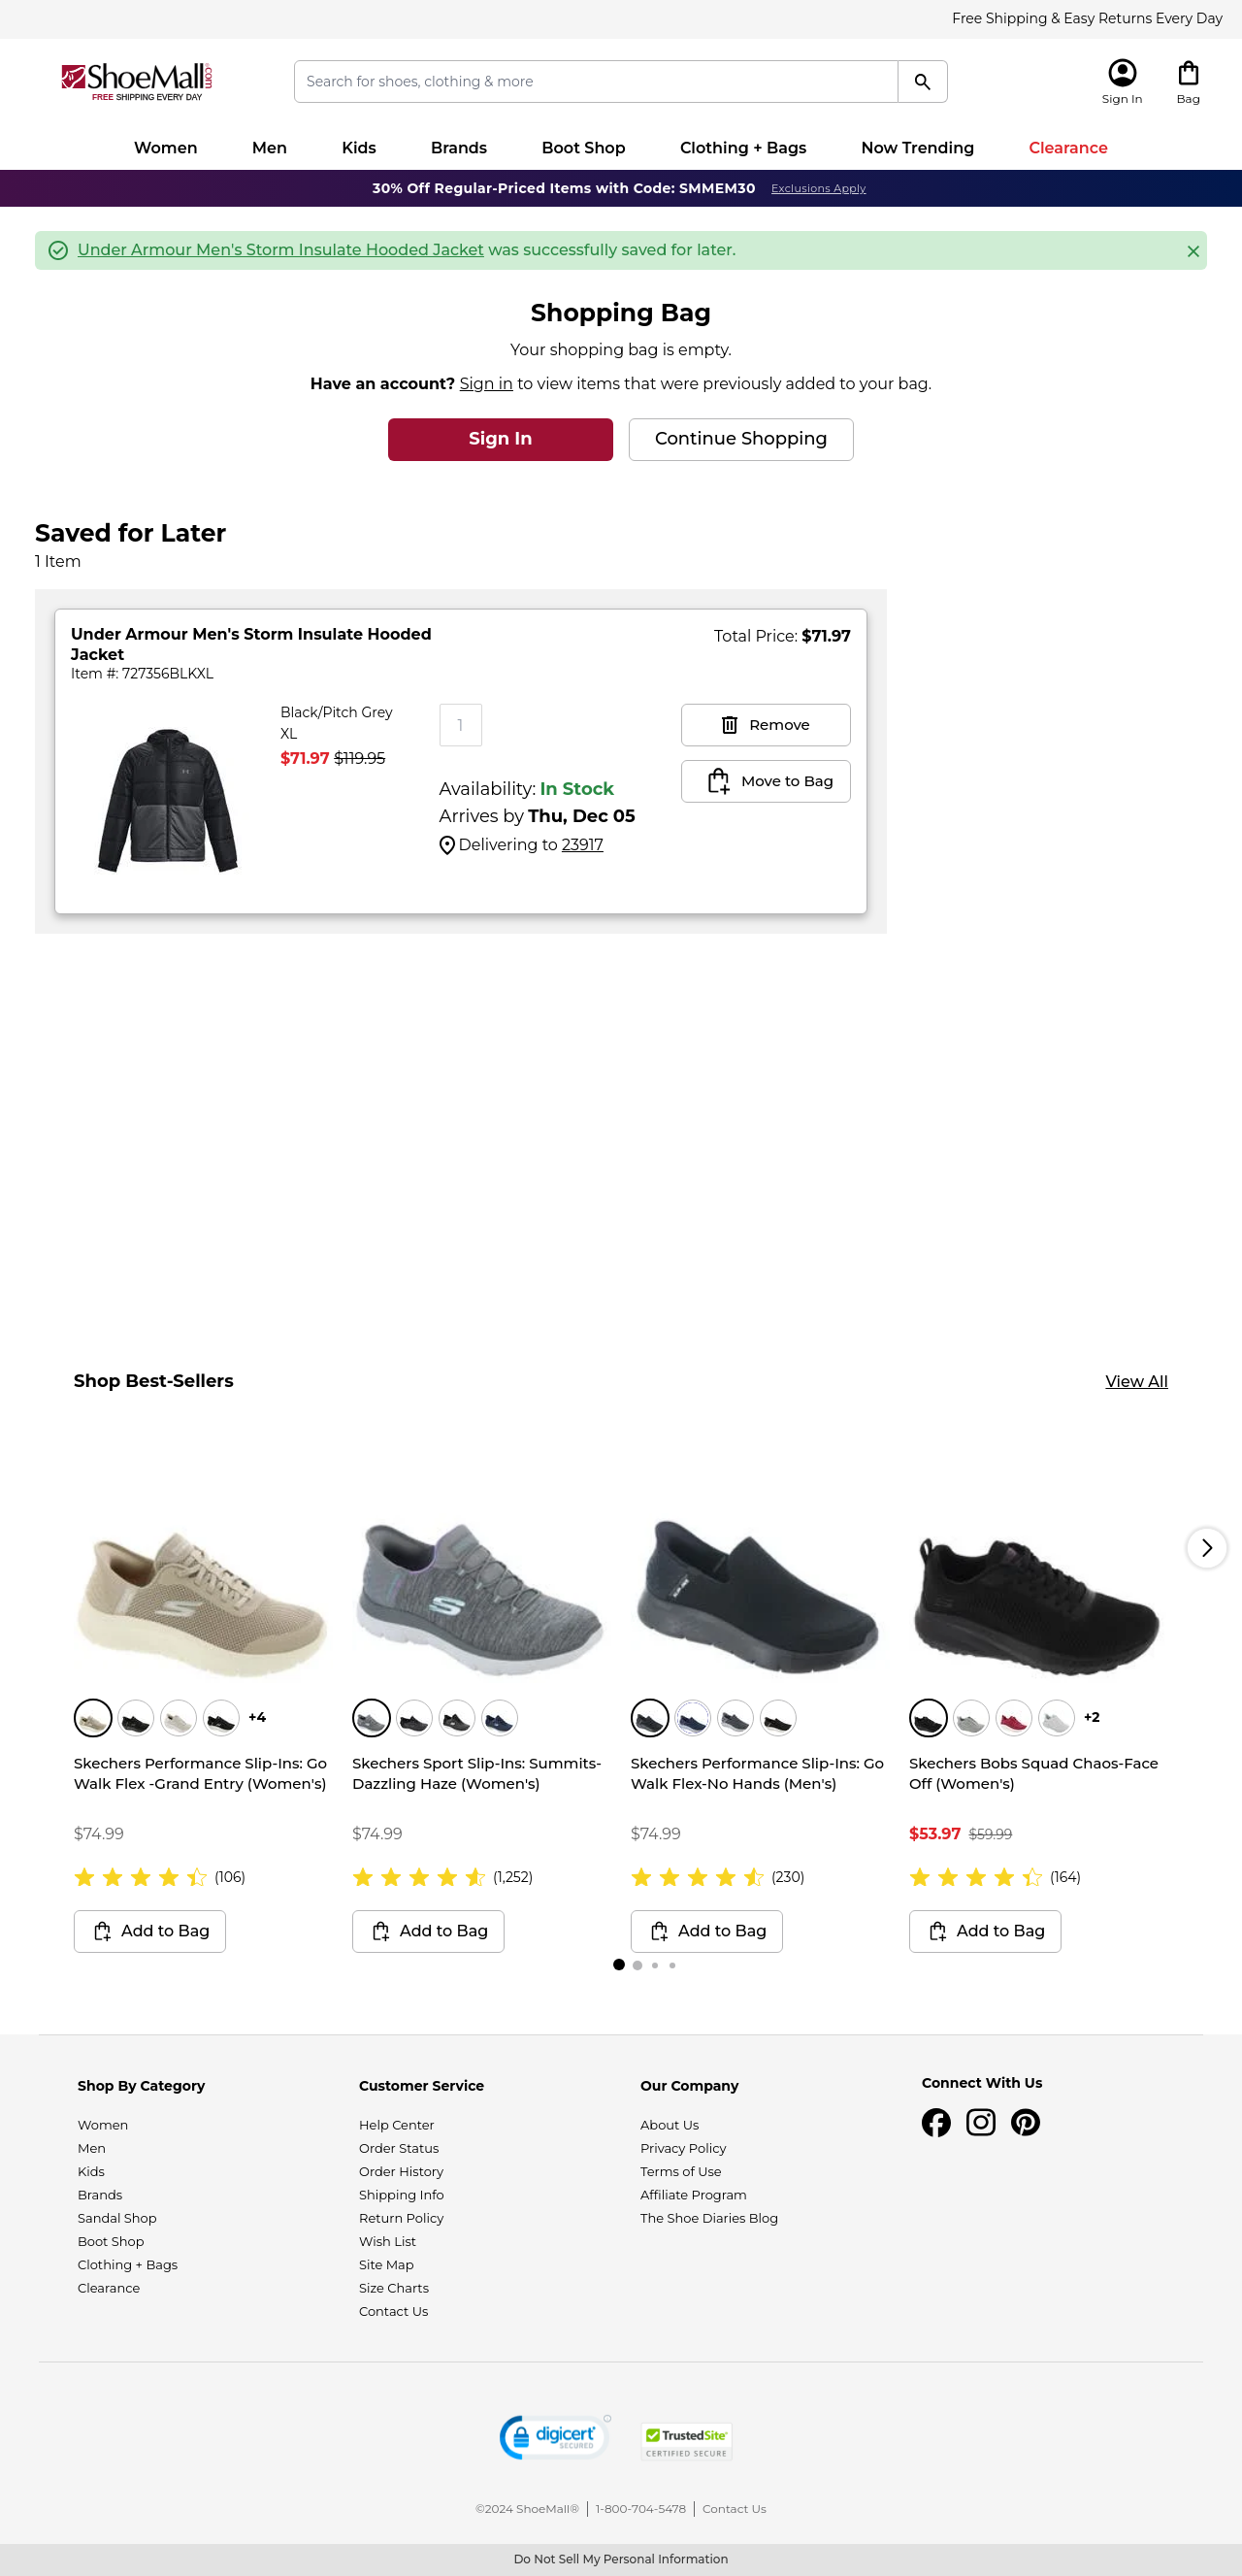 Free Shipping & Easy Returns Every Day
ShoeMall.com
FREE SHIPPING EVERY DAY
Search for shoes, clothing & more
Sign In
Bag
Women Men Kids Brands Boot Shop Clothing + Bags Now Trending Clearance
30% Off Regular-Priced Items with Code: SMMEM30 Exclusions Apply
Under Armour Men's Storm Insulate Hooded Jacket was successfully saved for later.
Shopping Bag
Your shopping bag is empty.
Have an account? Sign in to view items that were previously added to your bag.
Sign In
Continue Shopping
Saved for Later
1 Item
Under Armour Men's Storm Insulate Hooded
Jacket
Item #: 727356BLKXL
Total Price: $71.97
Black/Pitch Grey
XL
$71.97 $119.95
1
Availability: In Stock
Arrives by Thu, Dec 05
Delivering to 23917
Remove
Move to Bag
Shop Best-Sellers
View All
+4
Skechers Performance Slip-Ins: Go
Walk Flex -Grand Entry (Women's)
$74.99
(106)
Add to Bag
Skechers Sport Slip-Ins: Summits-
Dazzling Haze (Women's)
$74.99
(1,252)
Add to Bag
Skechers Performance Slip-Ins: Go
Walk Flex-No Hands (Men's)
$74.99
(230)
Add to Bag
+2
Skechers Bobs Squad Chaos-Face
Off (Women's)
$53.97 $59.99
(164)
Add to Bag
Shop By Category
Women
Men
Kids
Brands
Sandal Shop
Boot Shop
Clothing + Bags
Clearance
Customer Service
Help Center
Order Status
Order History
Shipping Info
Return Policy
Wish List
Site Map
Size Charts
Contact Us
Our Company
About Us
Privacy Policy
Terms of Use
Affiliate Program
The Shoe Diaries Blog
Connect With Us
digicert
SECURED
TrustedSite
CERTIFIED SECURE
©2024 ShoeMall® | 1-800-704-5478 | Contact Us
Do Not Sell My Personal Information